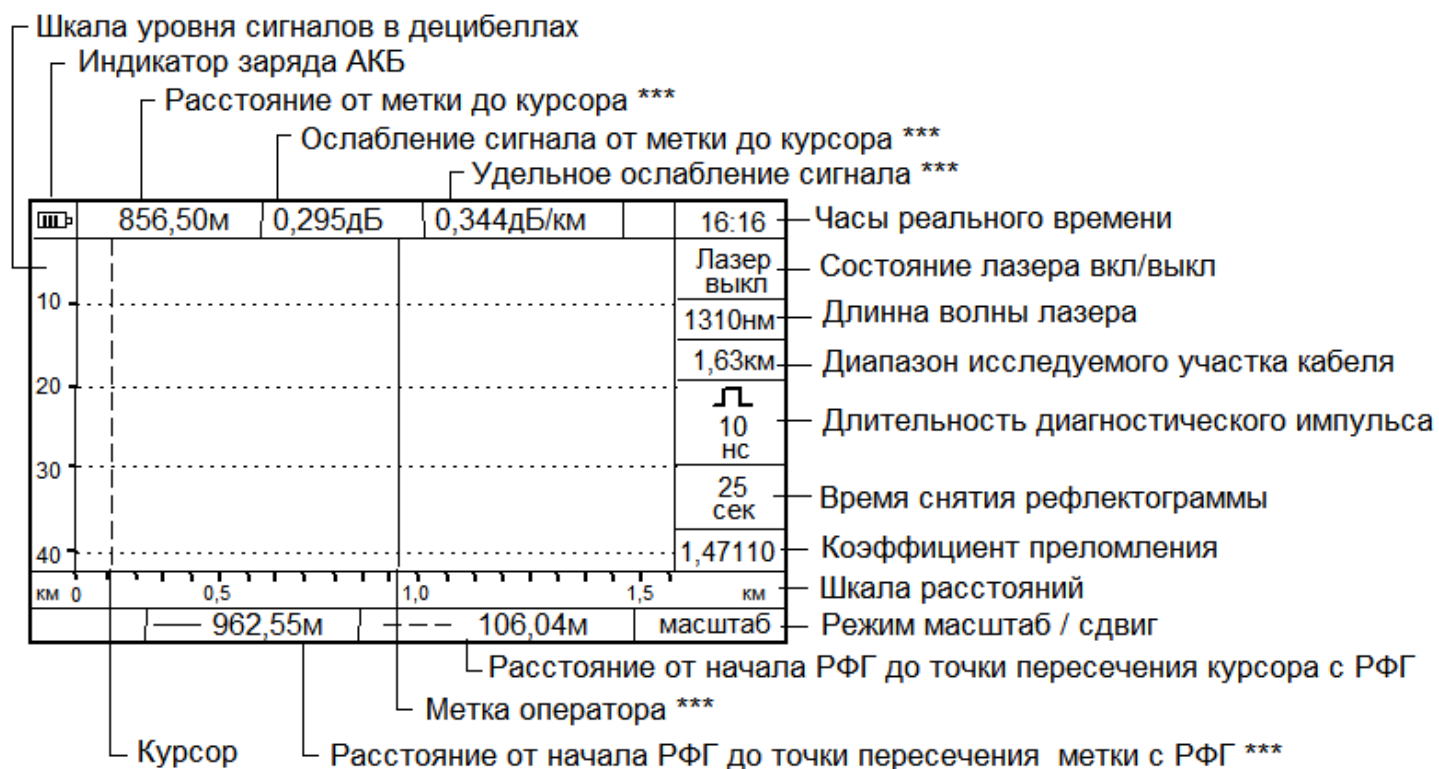 Шкала уровня сигналов в децибеллах
Индикатор заряда АКБ
Расстояние от метки до курсора ***
Ослабление сигнала от метки до курсора ***
Удельное ослабление сигнала ***
856,50м 0,295дБ 0,344дБ/км 16:16 Часы реального времени
Лазер выкл Состояние лазера вкл/выкл
10
1310нм Длинна волны лазера
1,63км Диапазон исследуемого участка кабеля
20
10 нс Длительность диагностического импульса
30
25 сек Время снятия рефлектограммы
40
1,47110 Коэффициент преломления
км 0 0,5 1,0 1,5 км Шкала расстояний
962,55м 106,04м масштаб Режим масштаб / сдвиг
Расстояние от начала РФГ до точки пересечения курсора с РФГ
Метка оператора ***
Курсор Расстояние от начала РФГ до точки пересечения метки с РФГ ***